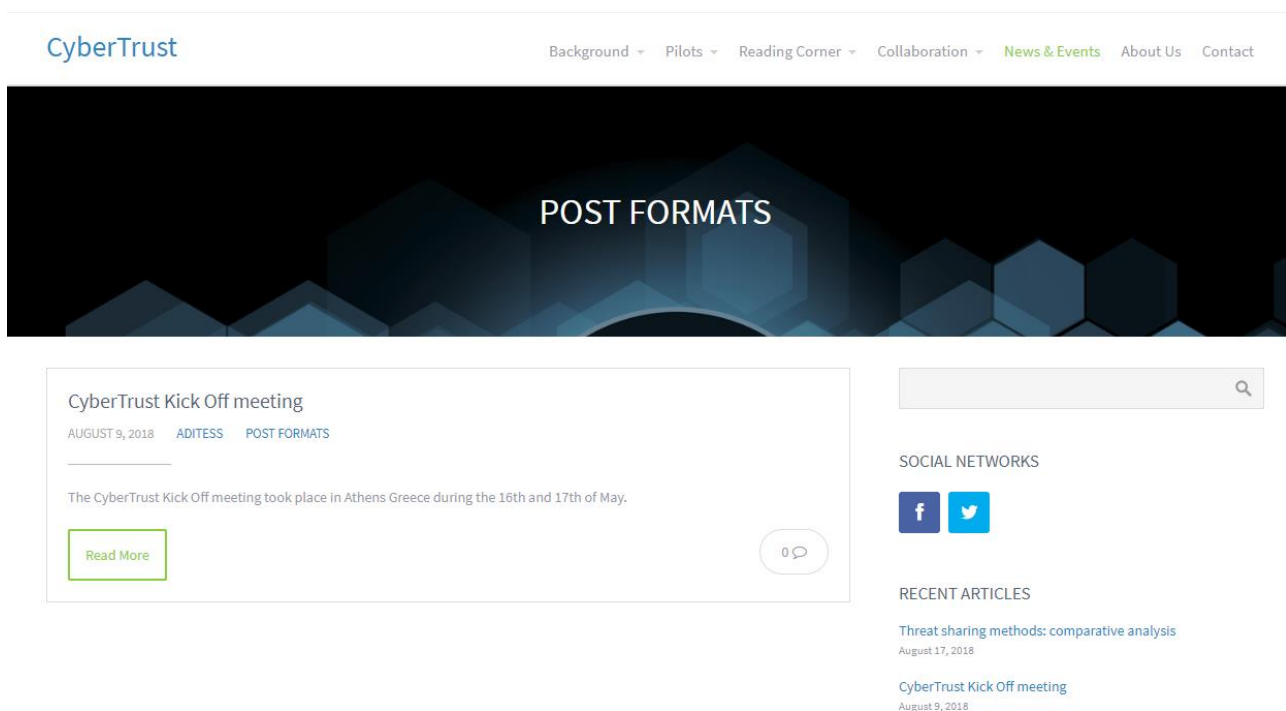 CyberTrust
Background Pilots Reading Corner Collaboration News & Events About Us Contact
POST FORMATS
CyberTrust Kick Off meeting
AUGUST 9, 2018 ADITESS POST FORMATS
The CyberTrust Kick Off meeting took place in Athens Greece during the 16th and 17th of May.
Read More
0
SOCIAL NETWORKS
f
RECENT ARTICLES
Threat sharing methods: comparative analysis
August 17, 2018
CyberTrust Kick Off meeting
August 9, 2018